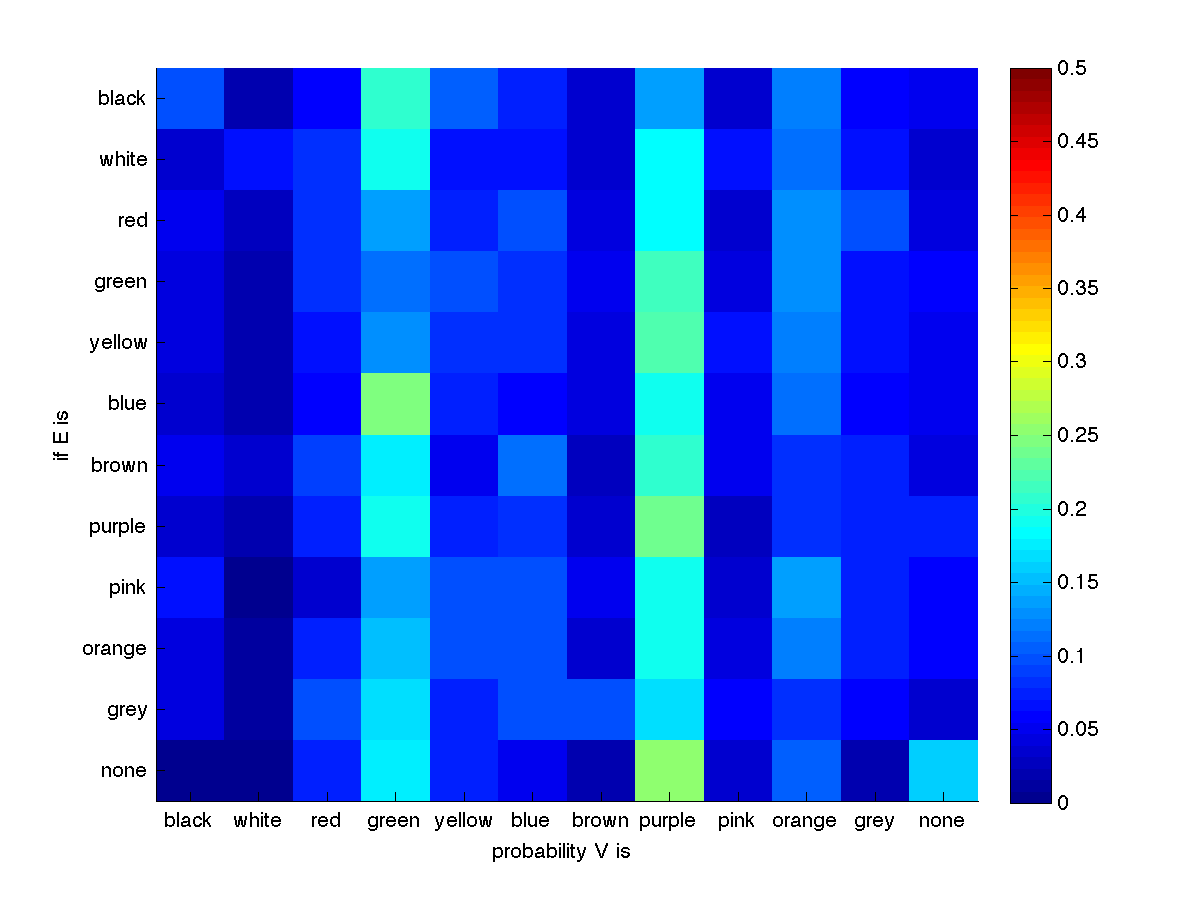 black
white
red
green
yellow
blue
brown
purple
pink
orange
grey
none
if E is
black white red green yellow blue brown purple pink orange grey none
probability V is
0.5
0.45
0.4
0.35
0.3
0.25
0.2
0.15
0.1
0.05
0